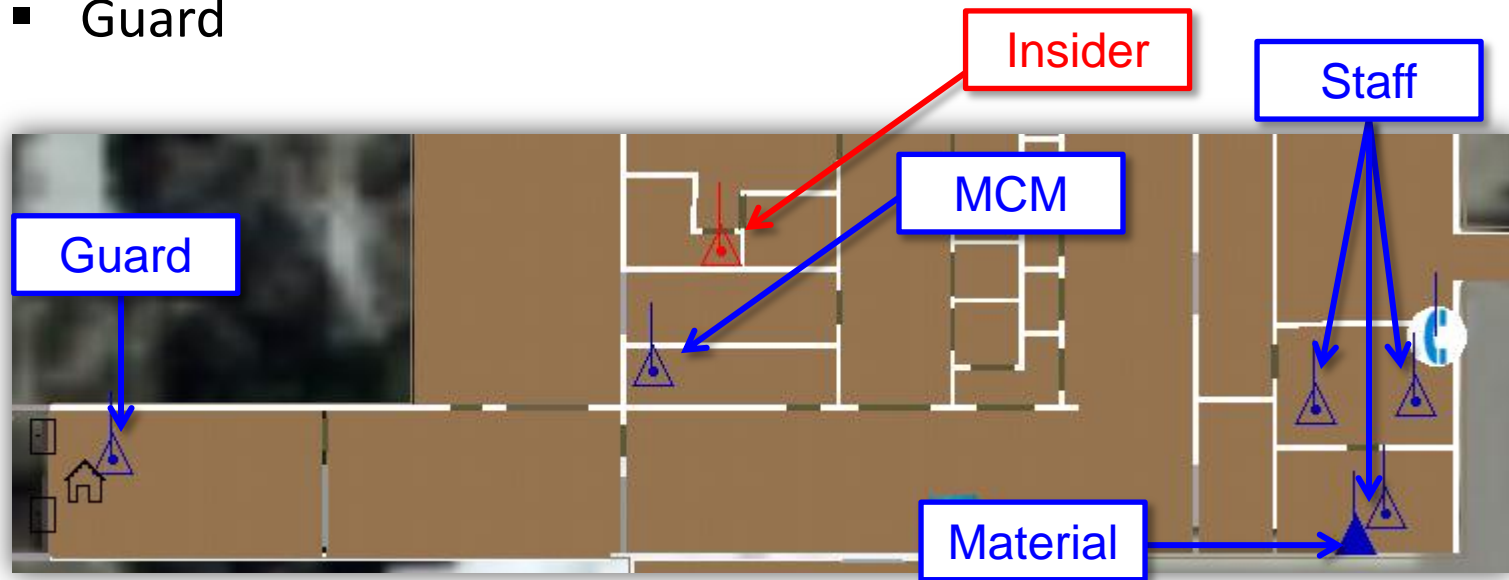 ▪ Guard
Insider
Staff
MCM
Guard
Material